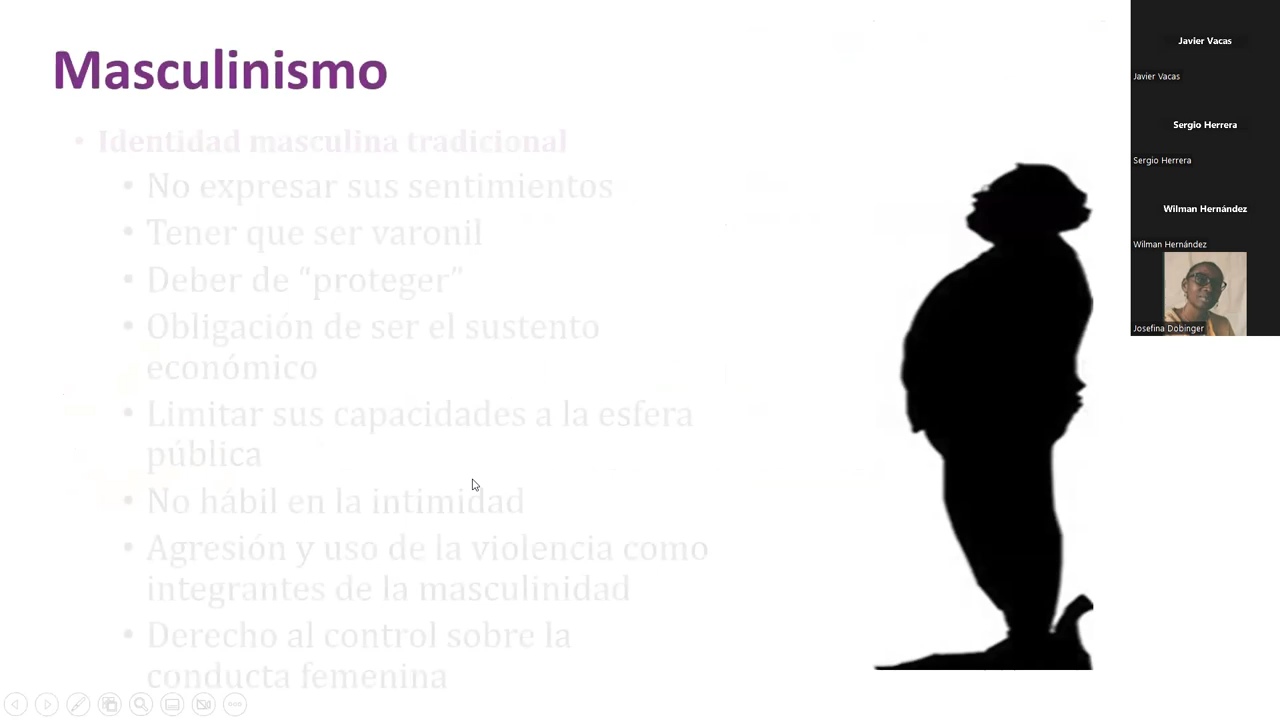 Masculinismo
• Identidad masculina tradicional
• No expresar sus sentimientos
• Tener que ser varonil
• Deber de “proteger”
• Obligación de ser el sustento
económico
• Limitar sus capacidades a la esfera
pública
• No hábil en la intimidad
• Agresión y uso de la violencia como
integrantes de la masculinidad
• Derecho al control sobre la
conducta femenina
Javier Vacas
Javier Vacas
Sergio Herrera
Sergio Herrera
Wilman Hernández
Wilman Hernández
Josefina Dobinger